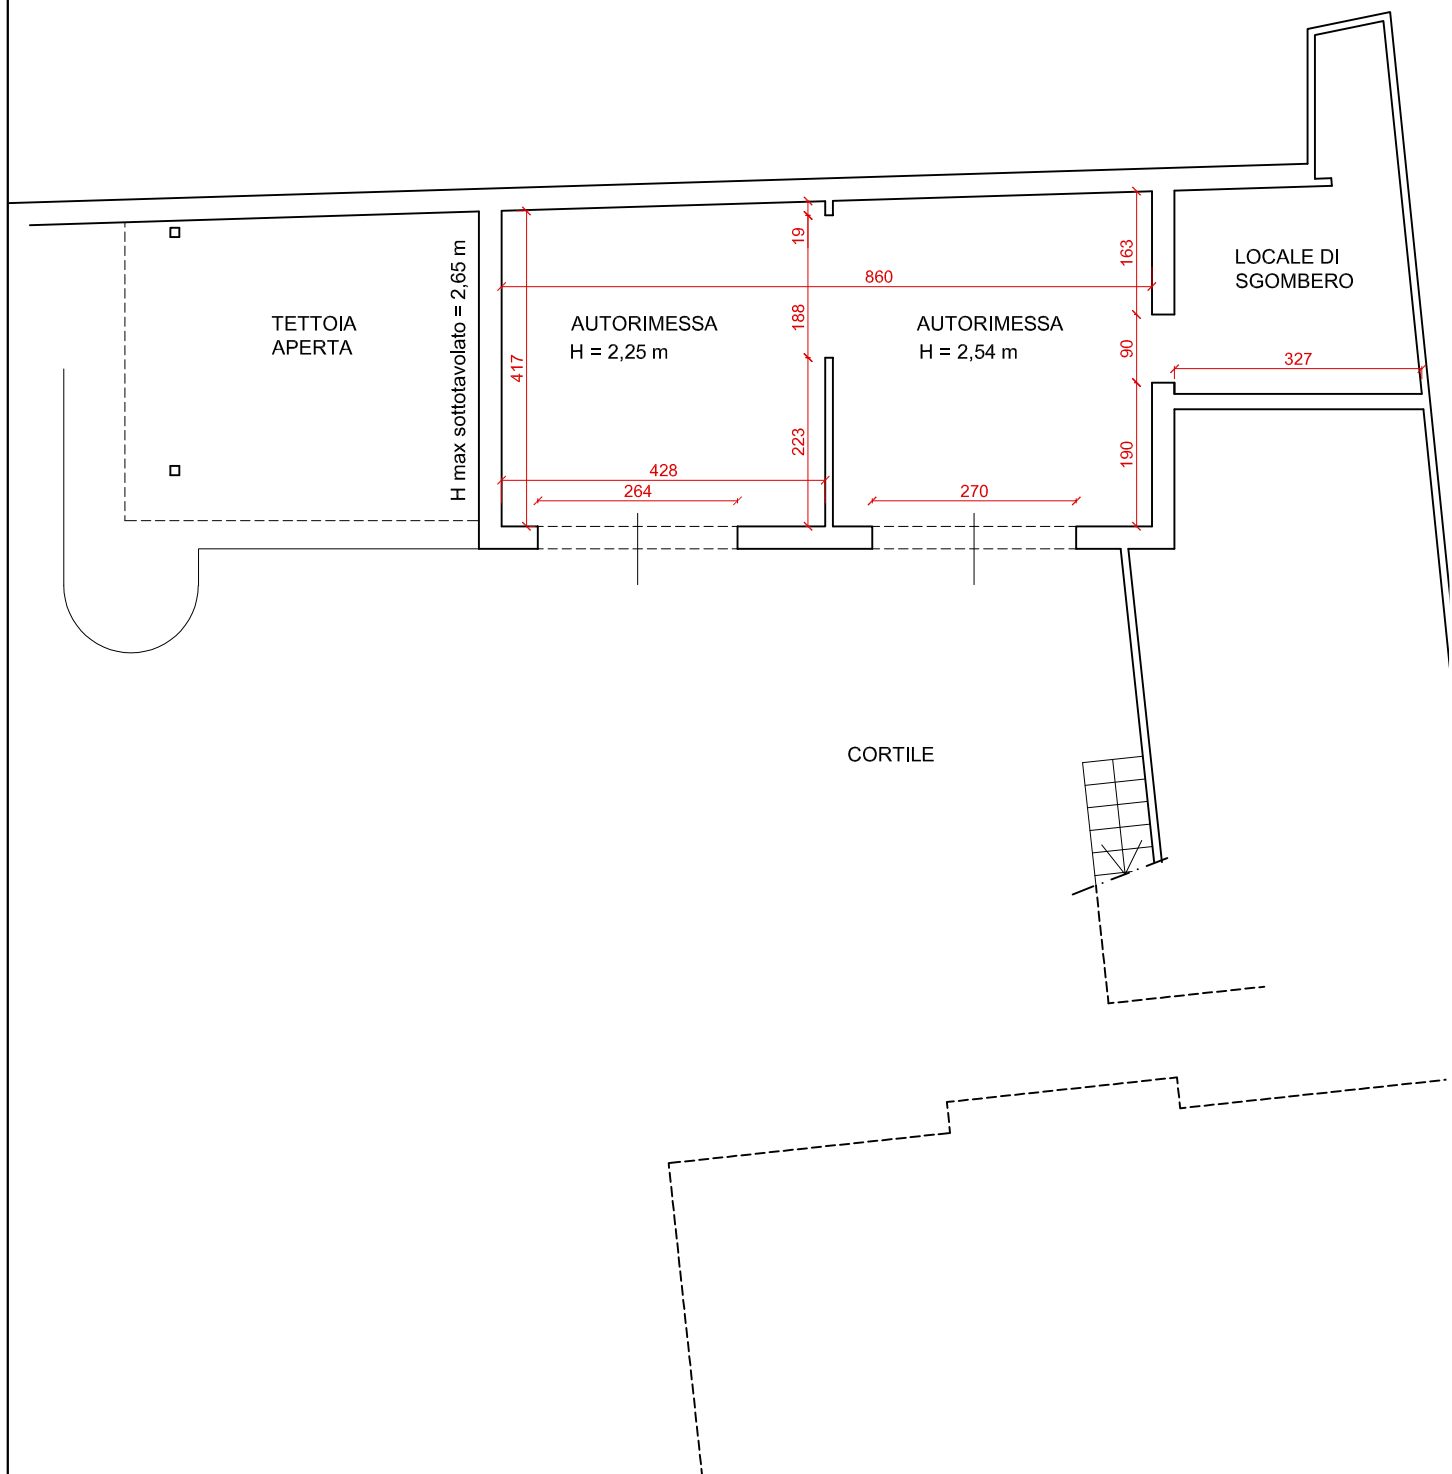 TETTOIA
APERTA
H max sottotavolato = 2,65 m
AUTORIMESSA
H = 2,25 m
AUTORIMESSA
H = 2,54 m
LOCALE DI
SGOMBERO
417
428
264
19
188
223
860
270
163
90
190
327
CORTILE